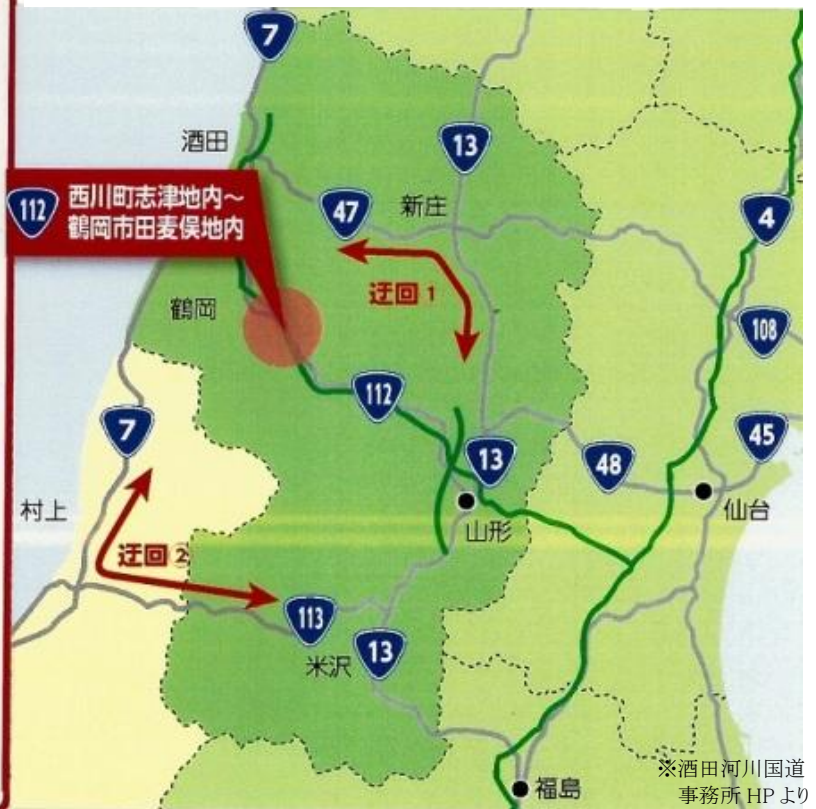 7
酒田
13
112
西川町志津地内～
鶴岡市田麦俣地内
47
新庄
4
迂回1
鶴岡
108
112
7
13
48
45
仙台
村上
山形
迂回②
113
米沢
13
福島
※酒田河川国道
事務所HPより